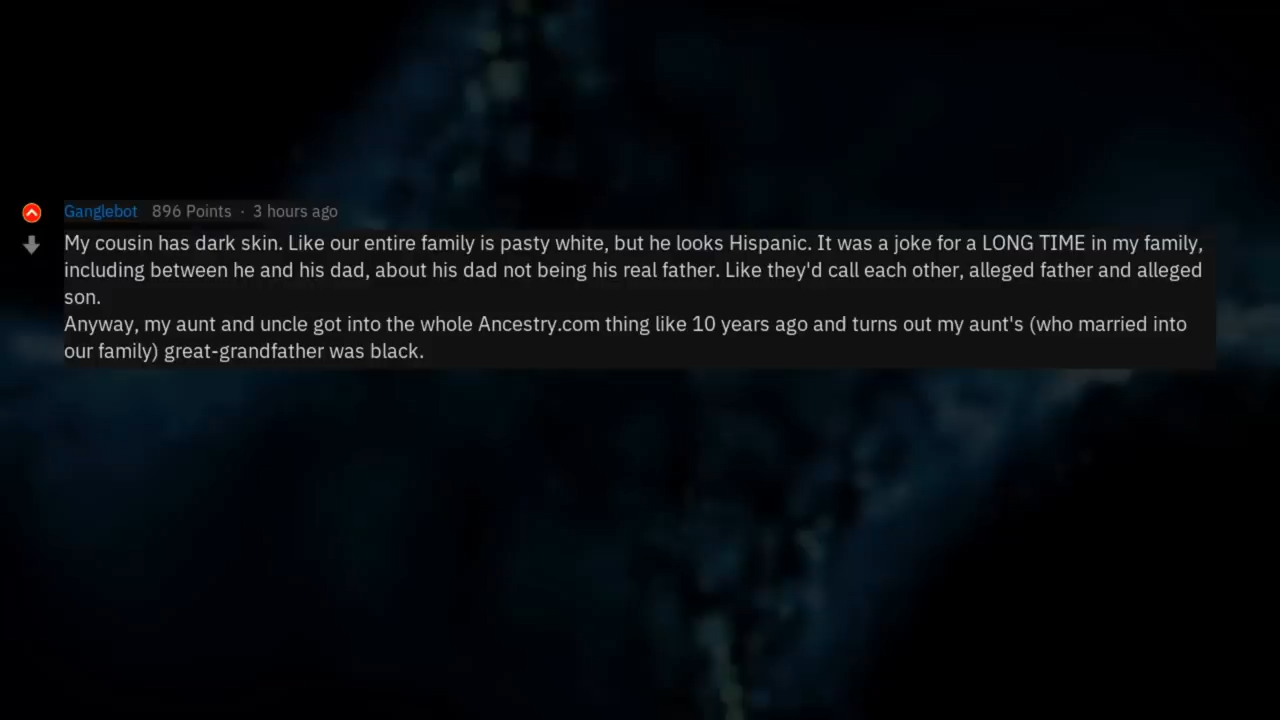 Ganglebot 896 Points · 3 hours ago
My cousin has dark skin. Like our entire family is pasty white, but he looks Hispanic. It was a joke for a LONG TIME in my family,
including between he and his dad, about his dad not being his real father. Like they'd call each other, alleged father and alleged
son.
Anyway, my aunt and uncle got into the whole Ancestry.com thing like 10 years ago and turns out my aunt's (who married into
our family) great-grandfather was black.